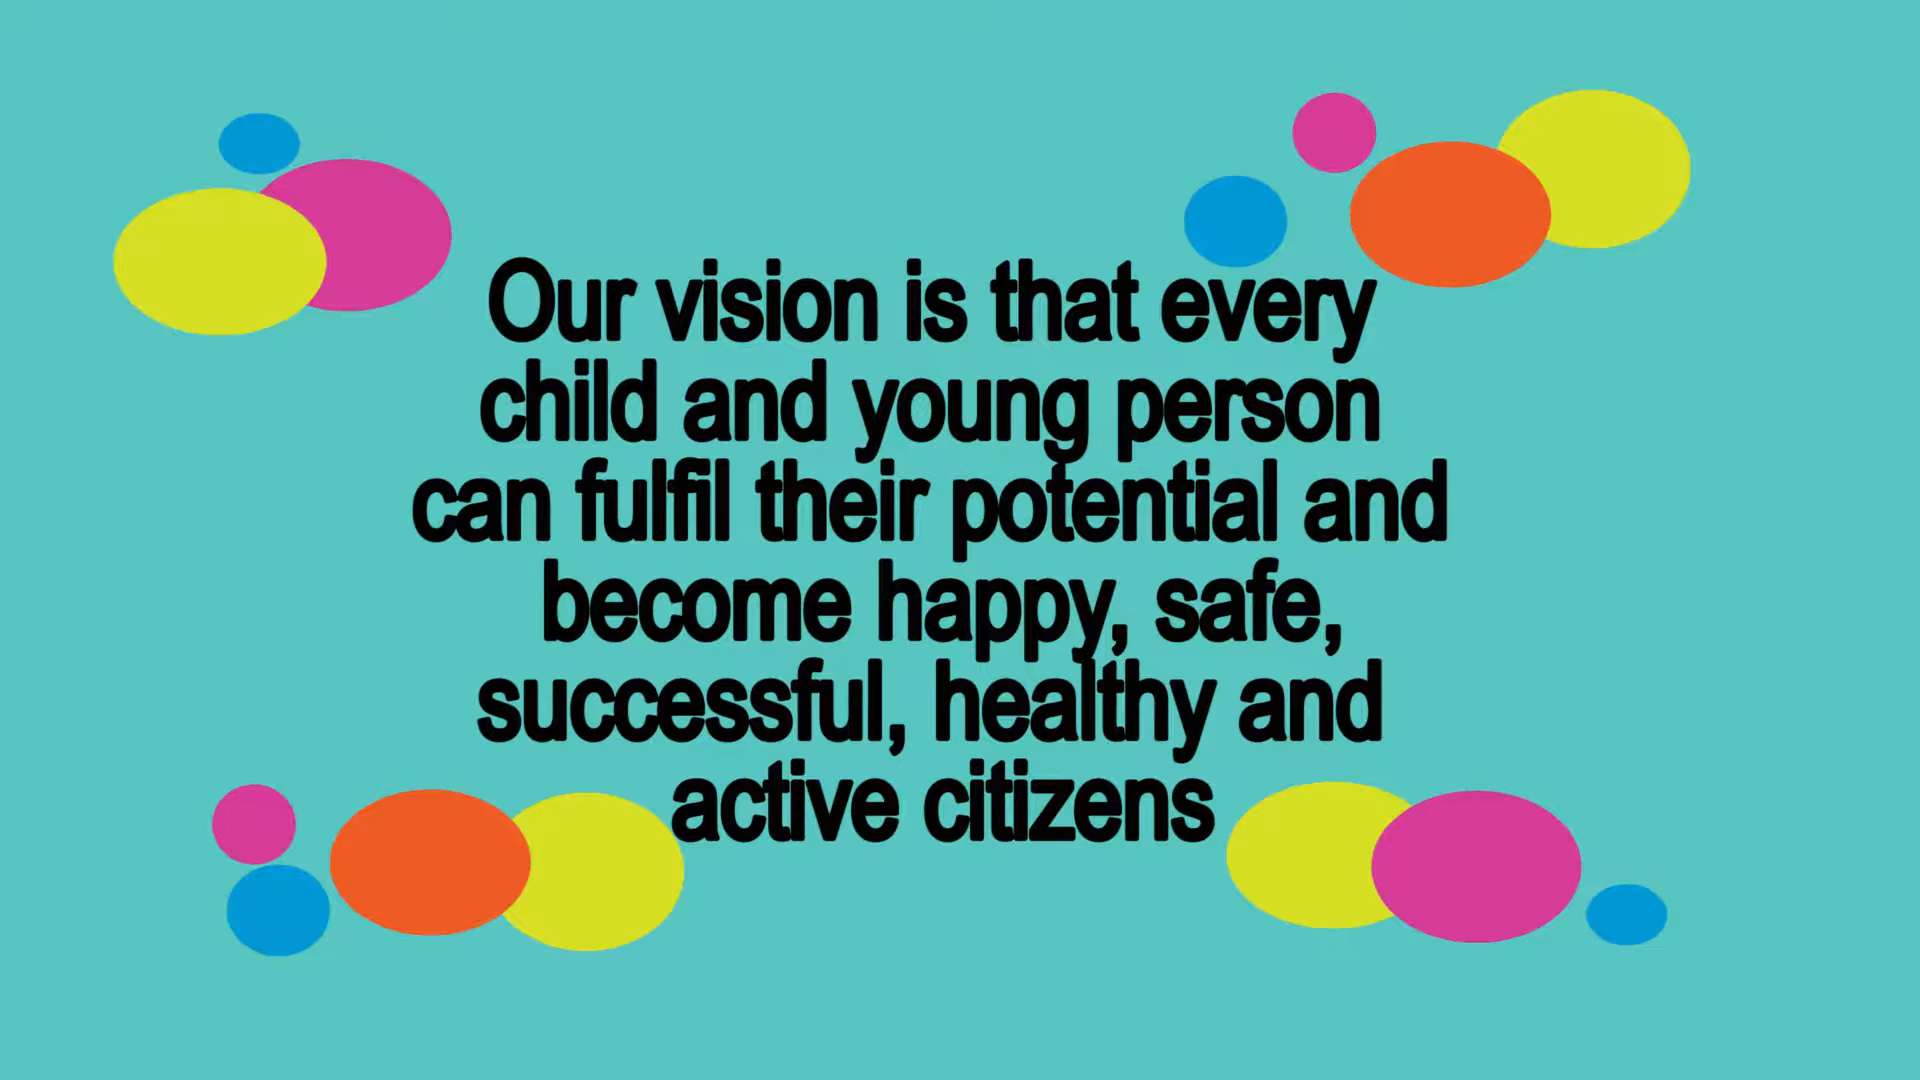 Our vision is that every
child and young person
can fulfil their potential and
become happy, safe,
successful, healthy and
active citizens